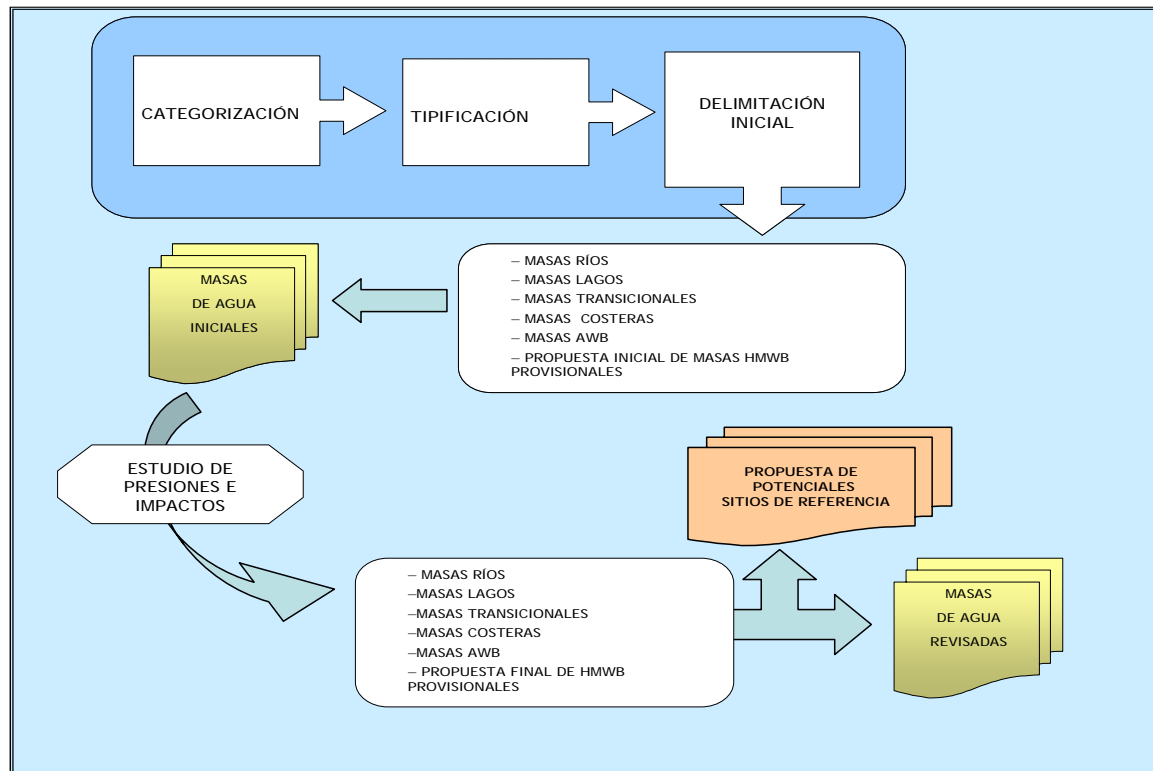 CATEGORIZACIÓN
TIPIFICACIÓN
DELIMITACIÓN
INICIAL
– MASAS RÍOS
– MASAS LAGOS
– MASAS TRANSICIONALES
– MASAS COSTERAS
– MASAS AWB
– PROPUESTA INICIAL DE MASAS HMWB
PROVISIONALES
MASAS
DE AGUA
INICIALES
ESTUDIO DE
PRESIONES E
IMPACTOS
– MASAS RÍOS
–MASAS LAGOS
–MASAS TRANSICIONALES
–MASAS COSTERAS
–MASAS AWB
– PROPUESTA FINAL DE HMWB
PROVISIONALES
PROPUESTA DE
POTENCIALES
SITIOS DE REFERENCIA
MASAS
DE AGUA
REVISADAS